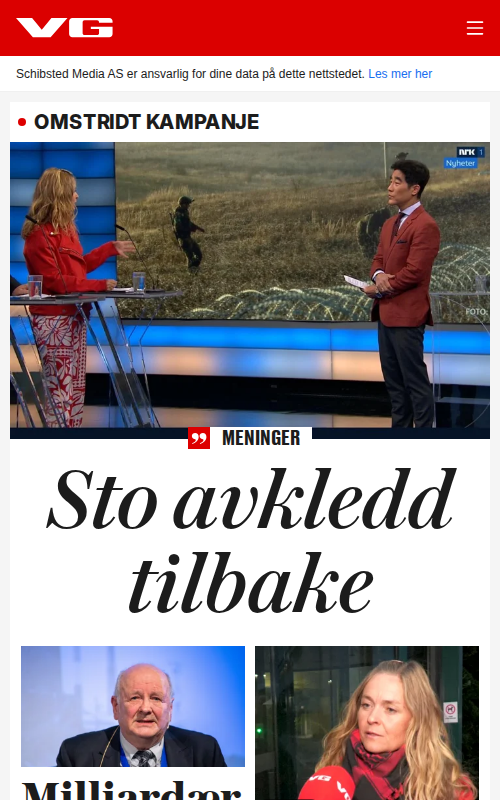 VG
Schibsted Media AS er ansvarlig for dine data på dette nettstedet. Les mer her
OMSTRIDT KAMPANJE
NRK 1
Nyheter
FOTO:
MENINGER
Sto avkledd
tilbake
VG
Milliardær